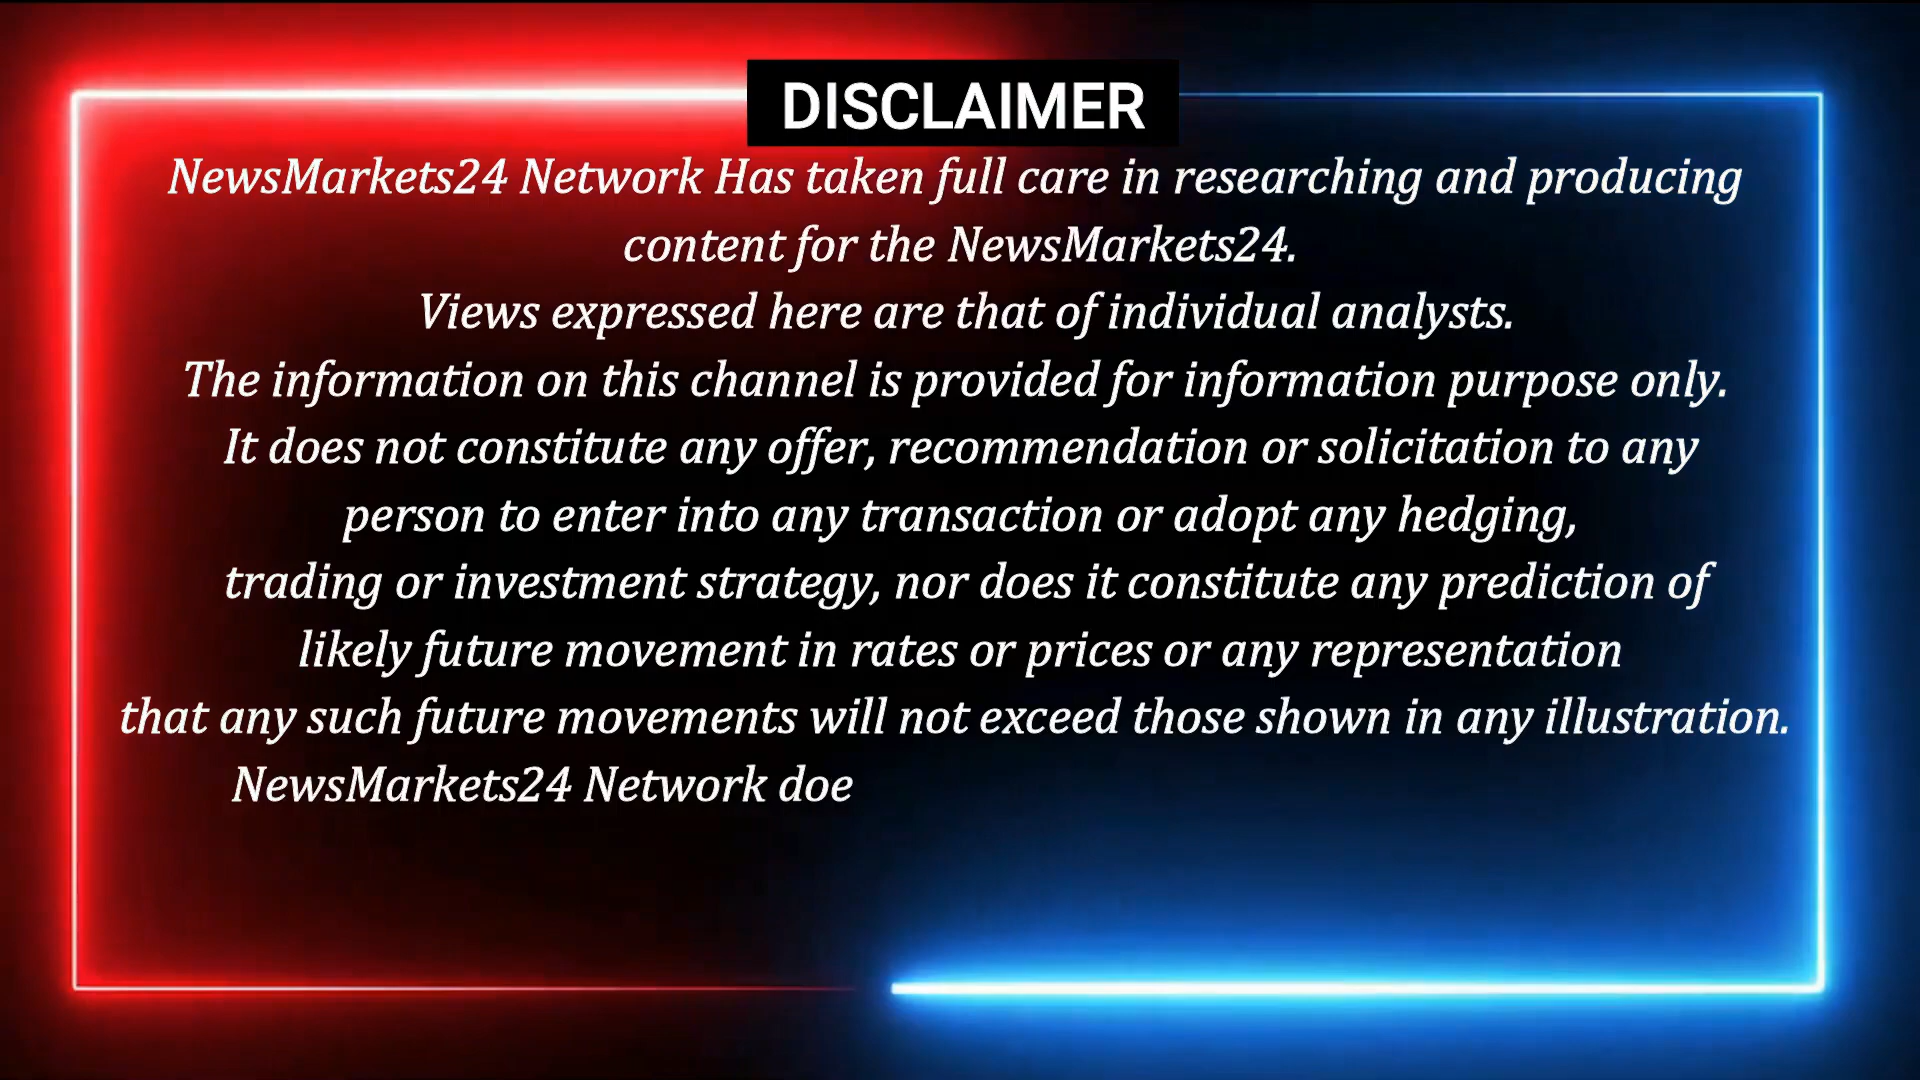 DISCLAIMER
NewsMarkets24 Network Has taken full care in researching and producing
content for the NewsMarkets24.
Views expressed here are that of individual analysts.
The information on this channel is provided for information purpose only.
It does not constitute any offer, recommendation or solicitation to any
person to enter into any transaction or adopt any hedging,
trading or investment strategy, nor does it constitute any prediction of
likely future movement in rates or prices or any representation
that any such future movements will not exceed those shown in any illustration.
NewsMarkets24 Network doe